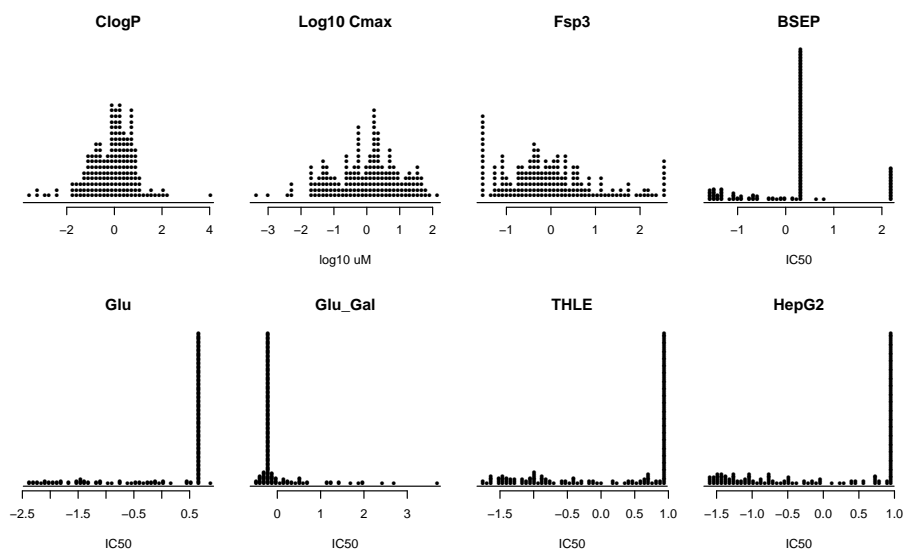 ClogP Log10 Cmax Fsp3 BSEP
−2 0 2 4 −3 −2 −1 0 1 2 −1 0 1 2 −1 0 1 2
log10 uM IC50
Glu Glu_Gal THLE HepG2
−2.5 −1.5 −0.5 0.5 0 1 2 3 −1.5 −0.5 0.0 0.5 1.0 −1.5 −1.0 −0.5 0.0 0.5 1.0
IC50 IC50 IC50 IC50